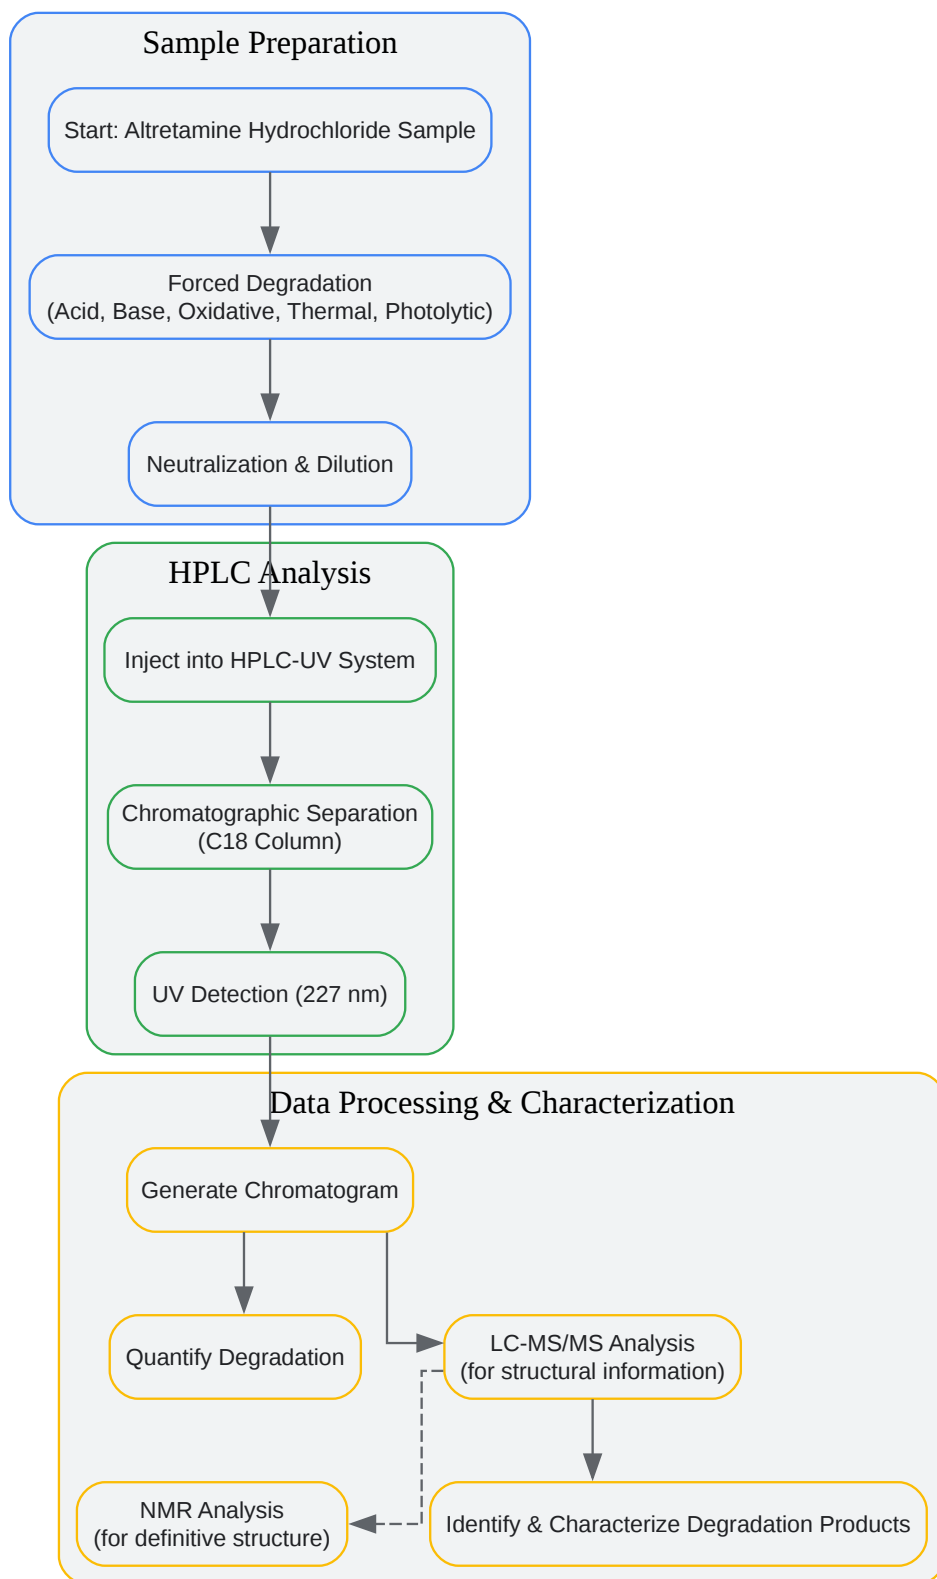 Sample Preparation
Start: Altretamine Hydrochloride Sample
Forced Degradation
(Acid, Base, Oxidative, Thermal, Photolytic)
Neutralization & Dilution
HPLC Analysis
Inject into HPLC-UV System
Chromatographic Separation
(C18 Column)
UV Detection (227 nm)
Data Processing & Characterization
Generate Chromatogram
Quantify Degradation
LC-MS/MS Analysis
(for structural information)
NMR Analysis
(for definitive structure)
Identify & Characterize Degradation Products